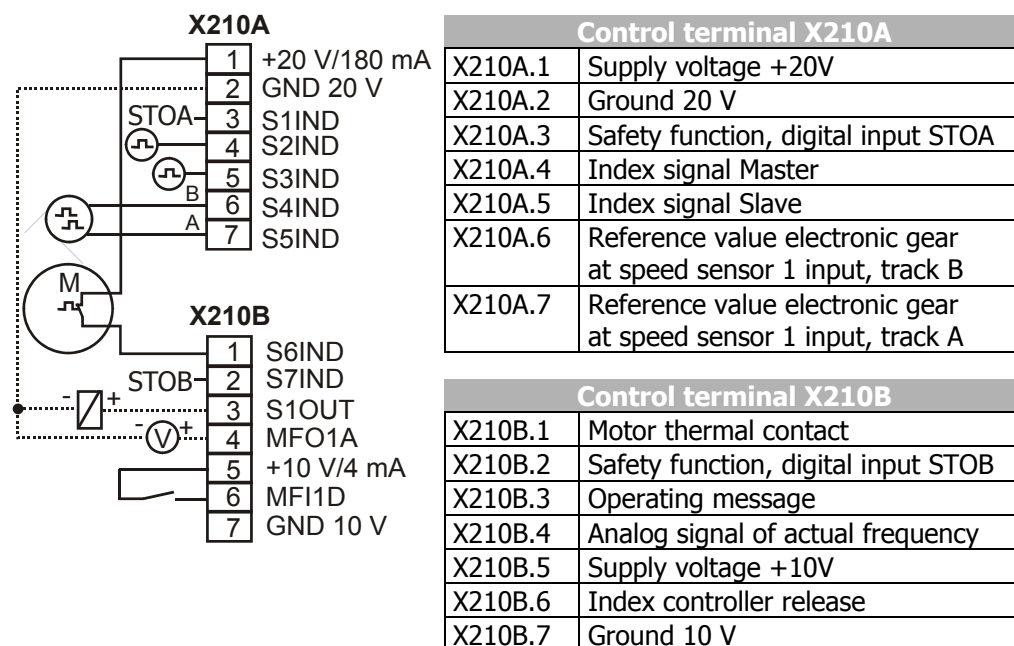 X210A
1 +20 V/180 mA
2 GND 20 V
STOA 3 S1IND
4 S2IND
5 S3IND
B 6 S4IND
A 7 S5IND
M
X210B
1 S6IND
STOB 2 S7IND
- + 3 S1OUT
- V + 4 MFO1A
5 +10 V/4 mA
6 MFI1D
7 GND 10 V
Control terminal X210A
X210A.1 Supply voltage +20V
X210A.2 Ground 20 V
X210A.3 Safety function, digital input STOA
X210A.4 Index signal Master
X210A.5 Index signal Slave
X210A.6 Reference value electronic gear
at speed sensor 1 input, track B
X210A.7 Reference value electronic gear
at speed sensor 1 input, track A
Control terminal X210B
X210B.1 Motor thermal contact
X210B.2 Safety function, digital input STOB
X210B.3 Operating message
X210B.4 Analog signal of actual frequency
X210B.5 Supply voltage +10V
X210B.6 Index controller release
X210B.7 Ground 10 V